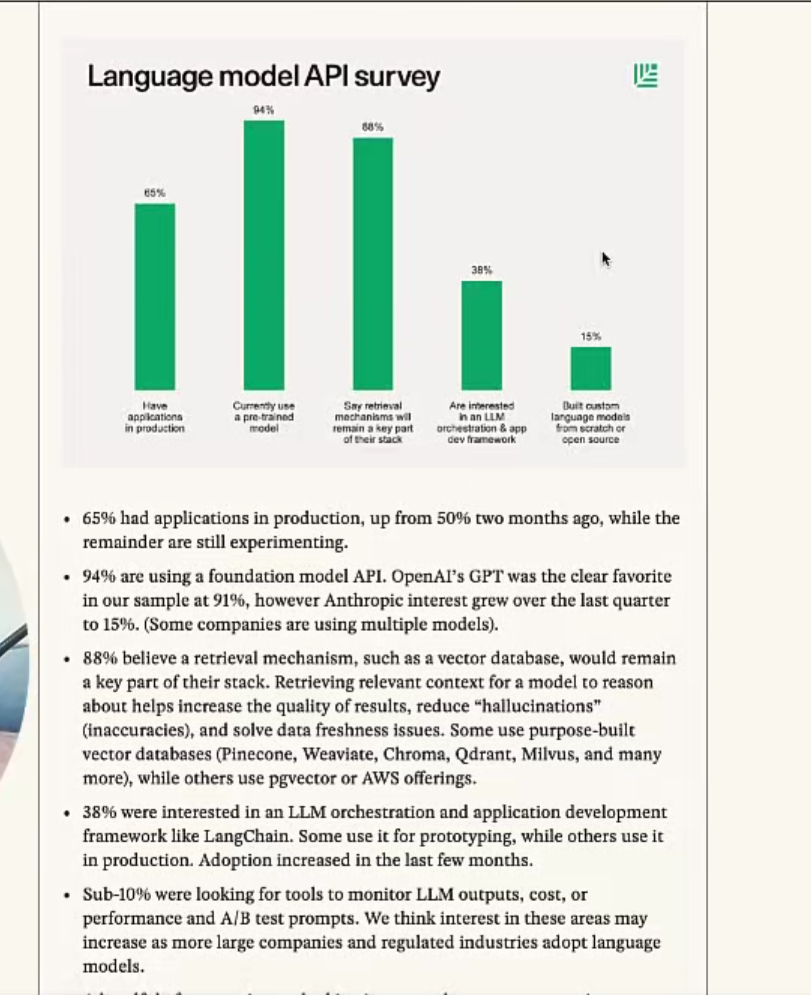 Language model API survey
65%
94%
88%
38%
15%
Have
applications
in production
Currently use
a pre-trained
model
Say retrieval
mechanisms will
remain a key part
of their stack
Are interested
in an LLM
orchestration & app
dev framework
Built custom
language models
from scratch or
open source
• 65% had applications in production, up from 50% two months ago, while the
remainder are still experimenting.
• 94% are using a foundation model API. OpenAI’s GPT was the clear favorite
in our sample at 91%, however Anthropic interest grew over the last quarter
to 15%. (Some companies are using multiple models).
• 88% believe a retrieval mechanism, such as a vector database, would remain
a key part of their stack. Retrieving relevant context for a model to reason
about helps increase the quality of results, reduce “hallucinations”
(inaccuracies), and solve data freshness issues. Some use purpose-built
vector databases (Pinecone, Weaviate, Chroma, Qdrant, Milvus, and many
more), while others use pgvector or AWS offerings.
• 38% were interested in an LLM orchestration and application development
framework like LangChain. Some use it for prototyping, while others use it
in production. Adoption increased in the last few months.
• Sub-10% were looking for tools to monitor LLM outputs, cost, or
performance and A/B test prompts. We think interest in these areas may
increase as more large companies and regulated industries adopt language
models.